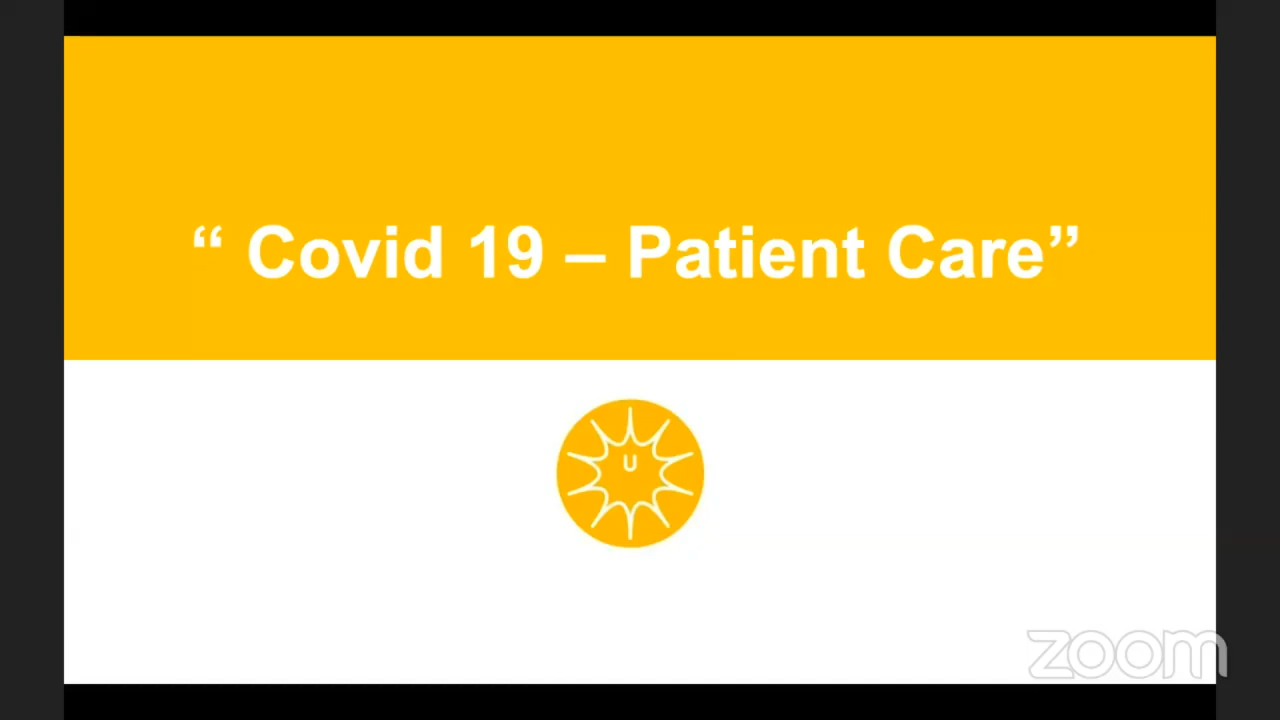 “ Covid 19 – Patient Care”
U
zoom